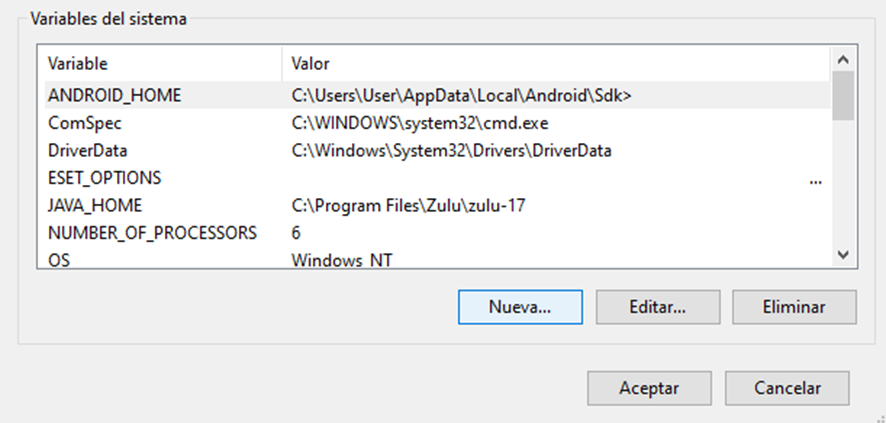 Variables del sistema
Variable Valor
ANDROID_HOME C:\Users\User\AppData\Local\Android\Sdk>
ComSpec C:\WINDOWS\system32\cmd.exe
DriverData C:\Windows\System32\Drivers\DriverData
ESET_OPTIONS ...
JAVA_HOME C:\Program Files\Zulu\zulu-17
NUMBER_OF_PROCESSORS 6
OS Windows_NT
Nueva... Editar... Eliminar
Aceptar Cancelar